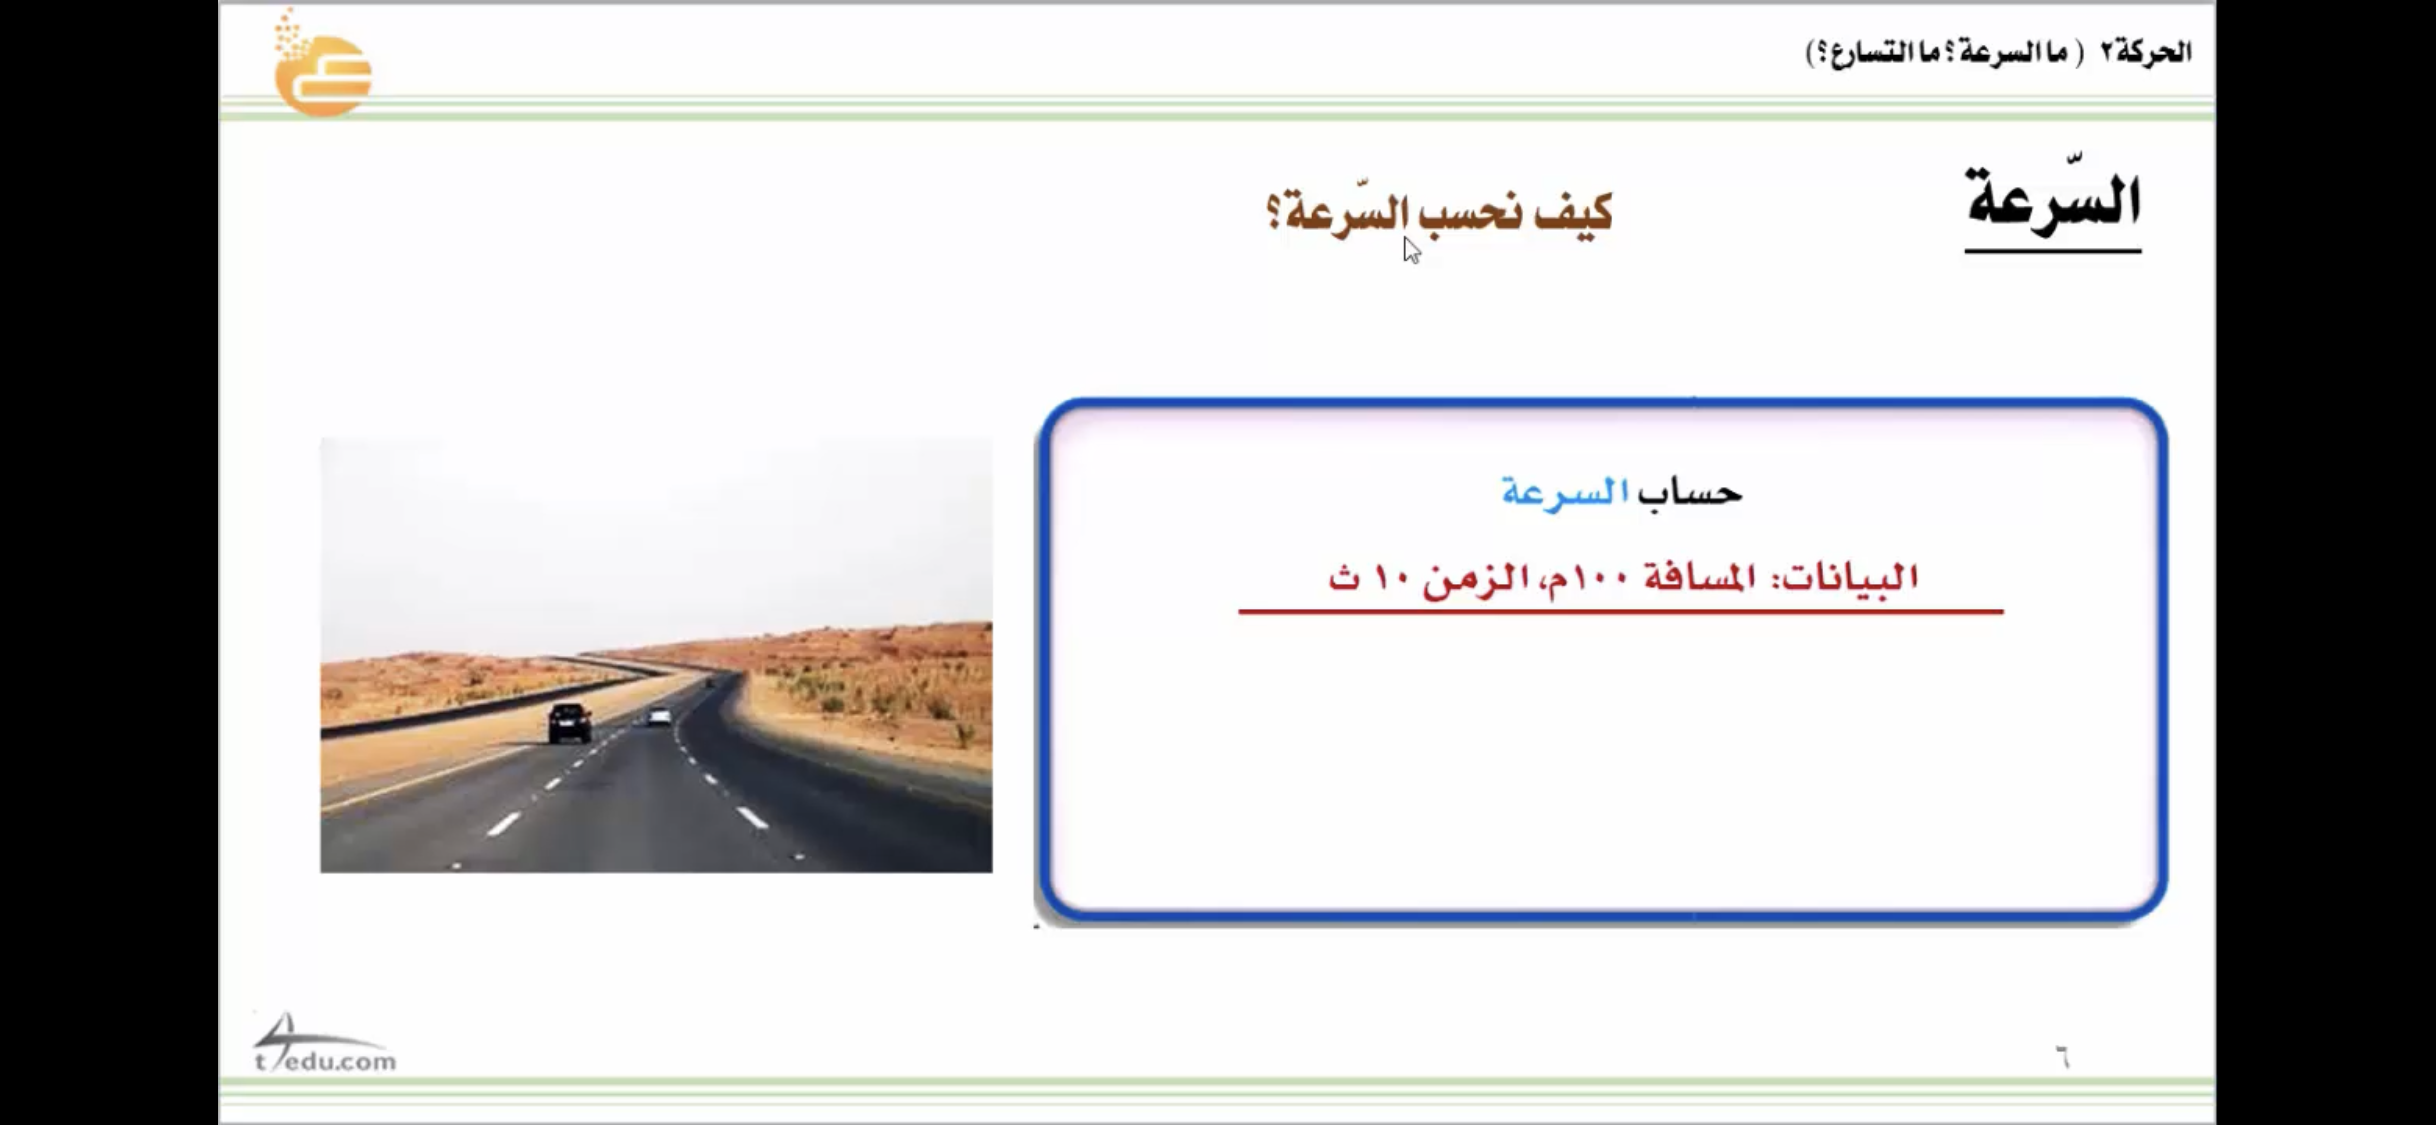 الحركة٢ ( ما السرعة؟ ما التسارع؟)
السّرعة
كيف نحسب السّرعة؟
حساب السرعة
البيانات: المسافة ١٠٠م، الزمن ١٠ ث
t4edu.com
٦